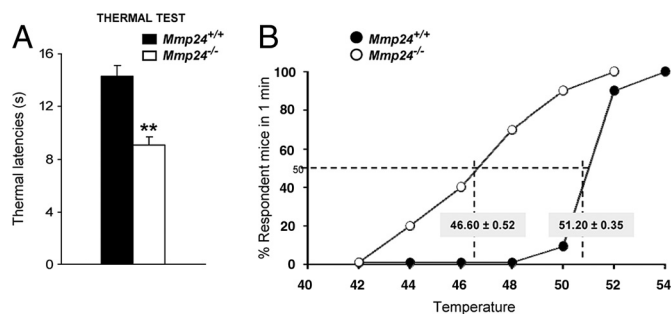 THERMAL TEST
A
Mmp24+/+
Mmp24-/-
Thermal latencies (s)
16
12
8
4
0
**
B
Mmp24+/+
Mmp24-/-
% Respondent mice in 1 min
100
80
60
50
40
20
0
46.60 ± 0.52
51.20 ± 0.35
40
42
44
46
48
50
52
54
Temperature